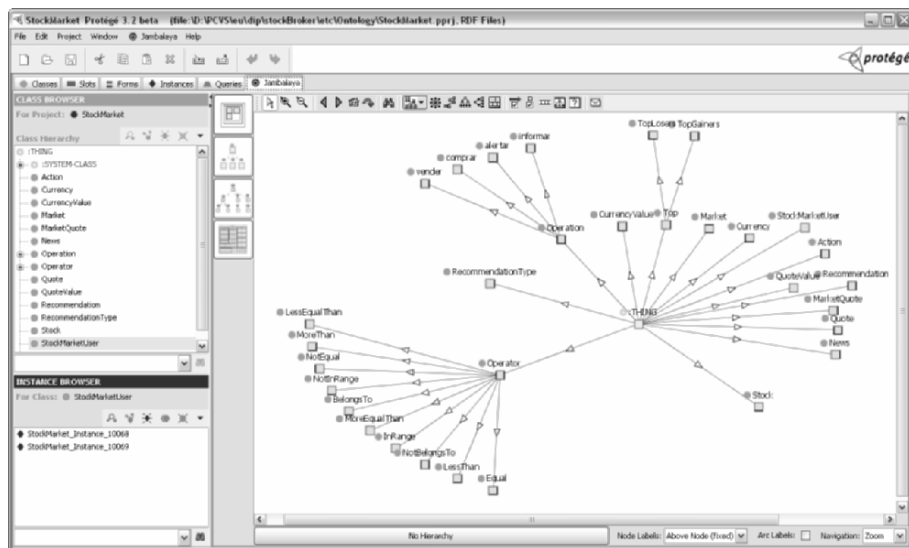 StockMarket Protégé 3.2 beta (file:\D:\PCVS\eu\dip\stockBroker\etc\Ontology\StockMarket.pprj, RDF Files)
File Edit Project Window Jambalaya Help
protégé
Classes Slots Forms Instances Queries Jambalaya
CLASS BROWSER
For Project: StockMarket
Class Hierarchy
:THING
:SYSTEM-CLASS
Action
Currency
CurrencyValue
Market
MarketQuote
News
Operation
Operator
Quote
QuoteValue
Recommendation
RecommendationType
Stock
StockMarketUser
INSTANCE BROWSER
For Class: StockMarketUser
StockMarket_Instance_10068
StockMarket_Instance_10069
TopLosers TopGainers
informar
alertar
comprar
vender
Operation
CurrencyValue Top Market
Currency
StockMarketUser
Action
RecommendationType
QuoteValue Recommendation
MarketQuote
:THING
Quote
News
LessEqualThan
MoreThan
NotEqual
Operator
NotInRange
BelongsTo
MoreEqualThan
InRange
NotBelongsTo
LessThan
Equal
Stock
No Hierarchy
Node Labels: Above Node (fixed) Arc Labels: Navigation: Zoom